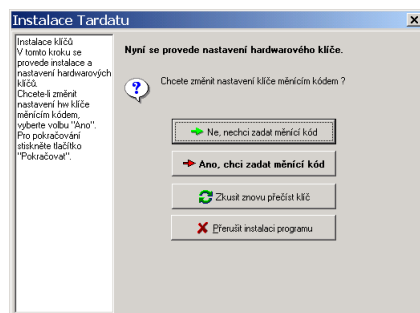 Instalace Tardatu
Instalace klíčů
V tomto kroku se
provede instalace a
nastavení hardwarových
klíčů.
Chcete-li změnit
nastavení hw klíče
měnícím kódem,
vyberte volbu "Ano".
Pro pokračování
stiskněte tlačítko
"Pokračovat".
Nyní se provede nastavení hardwarového klíče.
Chcete změnit nastavení klíče měnícím kódem ?
Ne, nechci zadat měnící kód
Ano, chci zadat měnící kód
Zkusit znovu přečíst klíč
Přerušit instalaci programu